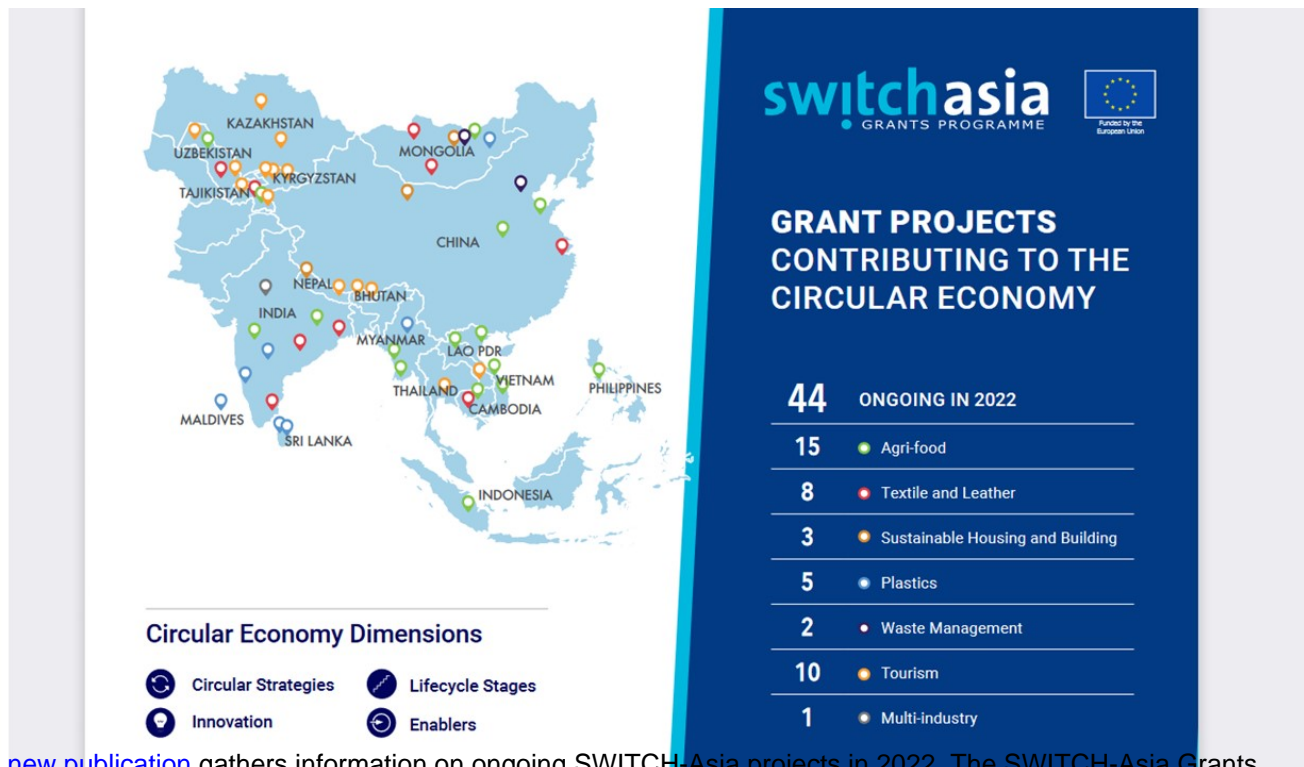 KAZAKHSTAN
UZBEKISTAN
KYRGYZSTAN
TAJIKISTAN
MONGOLIA
CHINA
NEPAL
BHUTAN
INDIA
MYANMAR
LAO PDR
THAILAND
VIETNAM
CAMBODIA
PHILIPPINES
MALDIVES
SRI LANKA
INDONESIA
Circular Economy Dimensions
Circular Strategies
Lifecycle Stages
Innovation
Enablers
switchasia
GRANTS PROGRAMME
Funded by the
European Union
GRANT PROJECTS
CONTRIBUTING TO THE
CIRCULAR ECONOMY
44 ONGOING IN 2022
15 Agri-food
8 Textile and Leather
3 Sustainable Housing and Building
5 Plastics
2 Waste Management
10 Tourism
1 Multi-industry
new publication gathers information on ongoing SWITCH-Asia projects in 2022. The SWITCH-Asia Grants